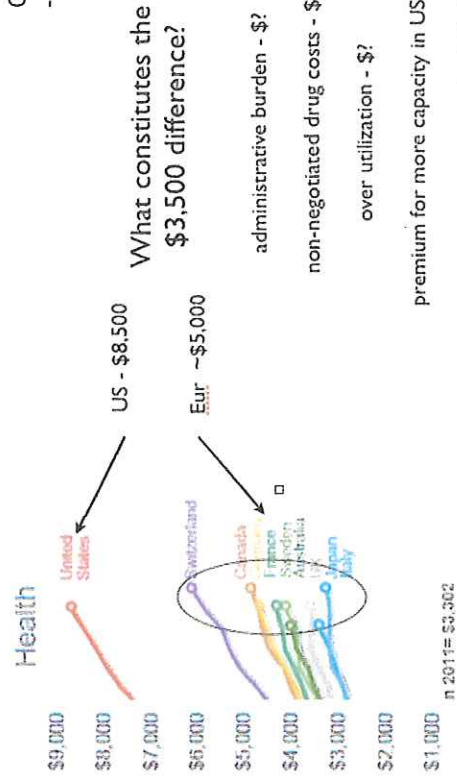 Health
$9,000
$8,000
$7,000
$6,000
$5,000
$4,000
$3,000
$2,000
$1,000
United
States
Switzerland
Canada
France
Sweden
Australia
Japan
Italy
n 2011= $3,302
US - $8,500
Eur ~$5,000
What constitutes the
$3,500 difference?
administrative burden - $?
non-negotiated drug costs - $
over utilization - $?
premium for more capacity in US